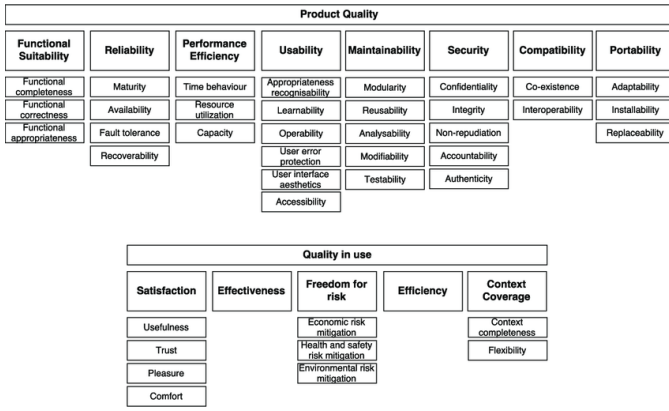 Product Quality
Functional
Suitability
Reliability
Performance
Efficiency
Usability
Maintainability
Security
Compatibility
Portability
Functional
completeness
Functional
correctness
Functional
appropriateness
Maturity
Availability
Fault tolerance
Recoverability
Time behaviour
Resource
utilization
Capacity
Appropriateness
recognisability
Learnability
Operability
User error
protection
User interface
aesthetics
Accessibility
Modularity
Reusability
Analysability
Modifiability
Testability
Confidentiality
Integrity
Non-repudiation
Accountability
Authenticity
Co-existence
Interoperability
Adaptability
Installability
Replaceability
Quality in use
Satisfaction
Effectiveness
Freedom for
risk
Efficiency
Context
Coverage
Usefulness
Trust
Pleasure
Comfort
Economic risk
mitigation
Health and safety
risk mitigation
Environmental risk
mitigation
Context
completeness
Flexibility